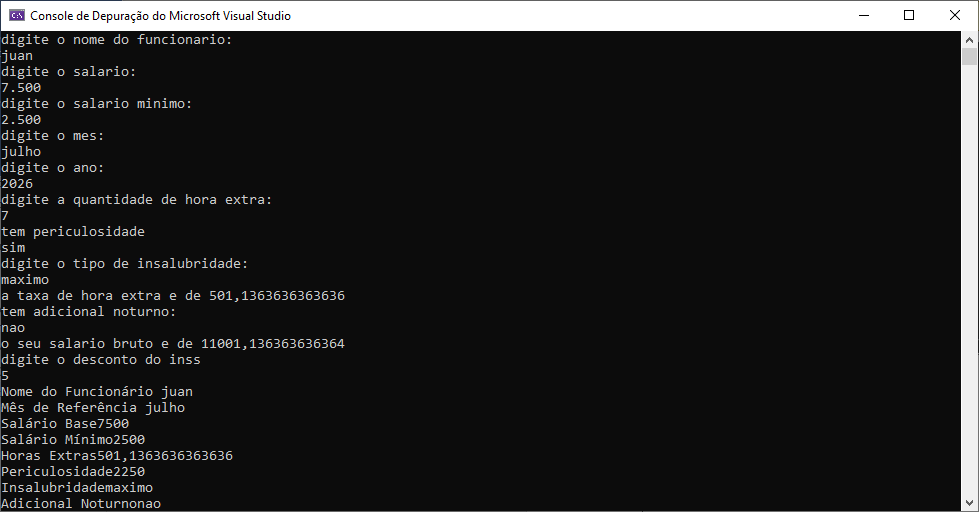 Console de Depuração do Microsoft Visual Studio
digite o nome do funcionario:
juan
digite o salario:
7.500
digite o salario minimo:
2.500
digite o mes:
julho
digite o ano:
2026
digite a quantidade de hora extra:
7
tem periculosidade
sim
digite o tipo de insalubridade:
maximo
a taxa de hora extra e de 501,1363636363636
tem adicional noturno:
nao
o seu salario bruto e de 11001,136363636364
digite o desconto do inss
5
Nome do Funcionário juan
Mês de Referência julho
Salário Base7500
Salário Mínimo2500
Horas Extras501,1363636363636
Periculosidade2250
Insalubridademaximo
Adicional Noturnonao